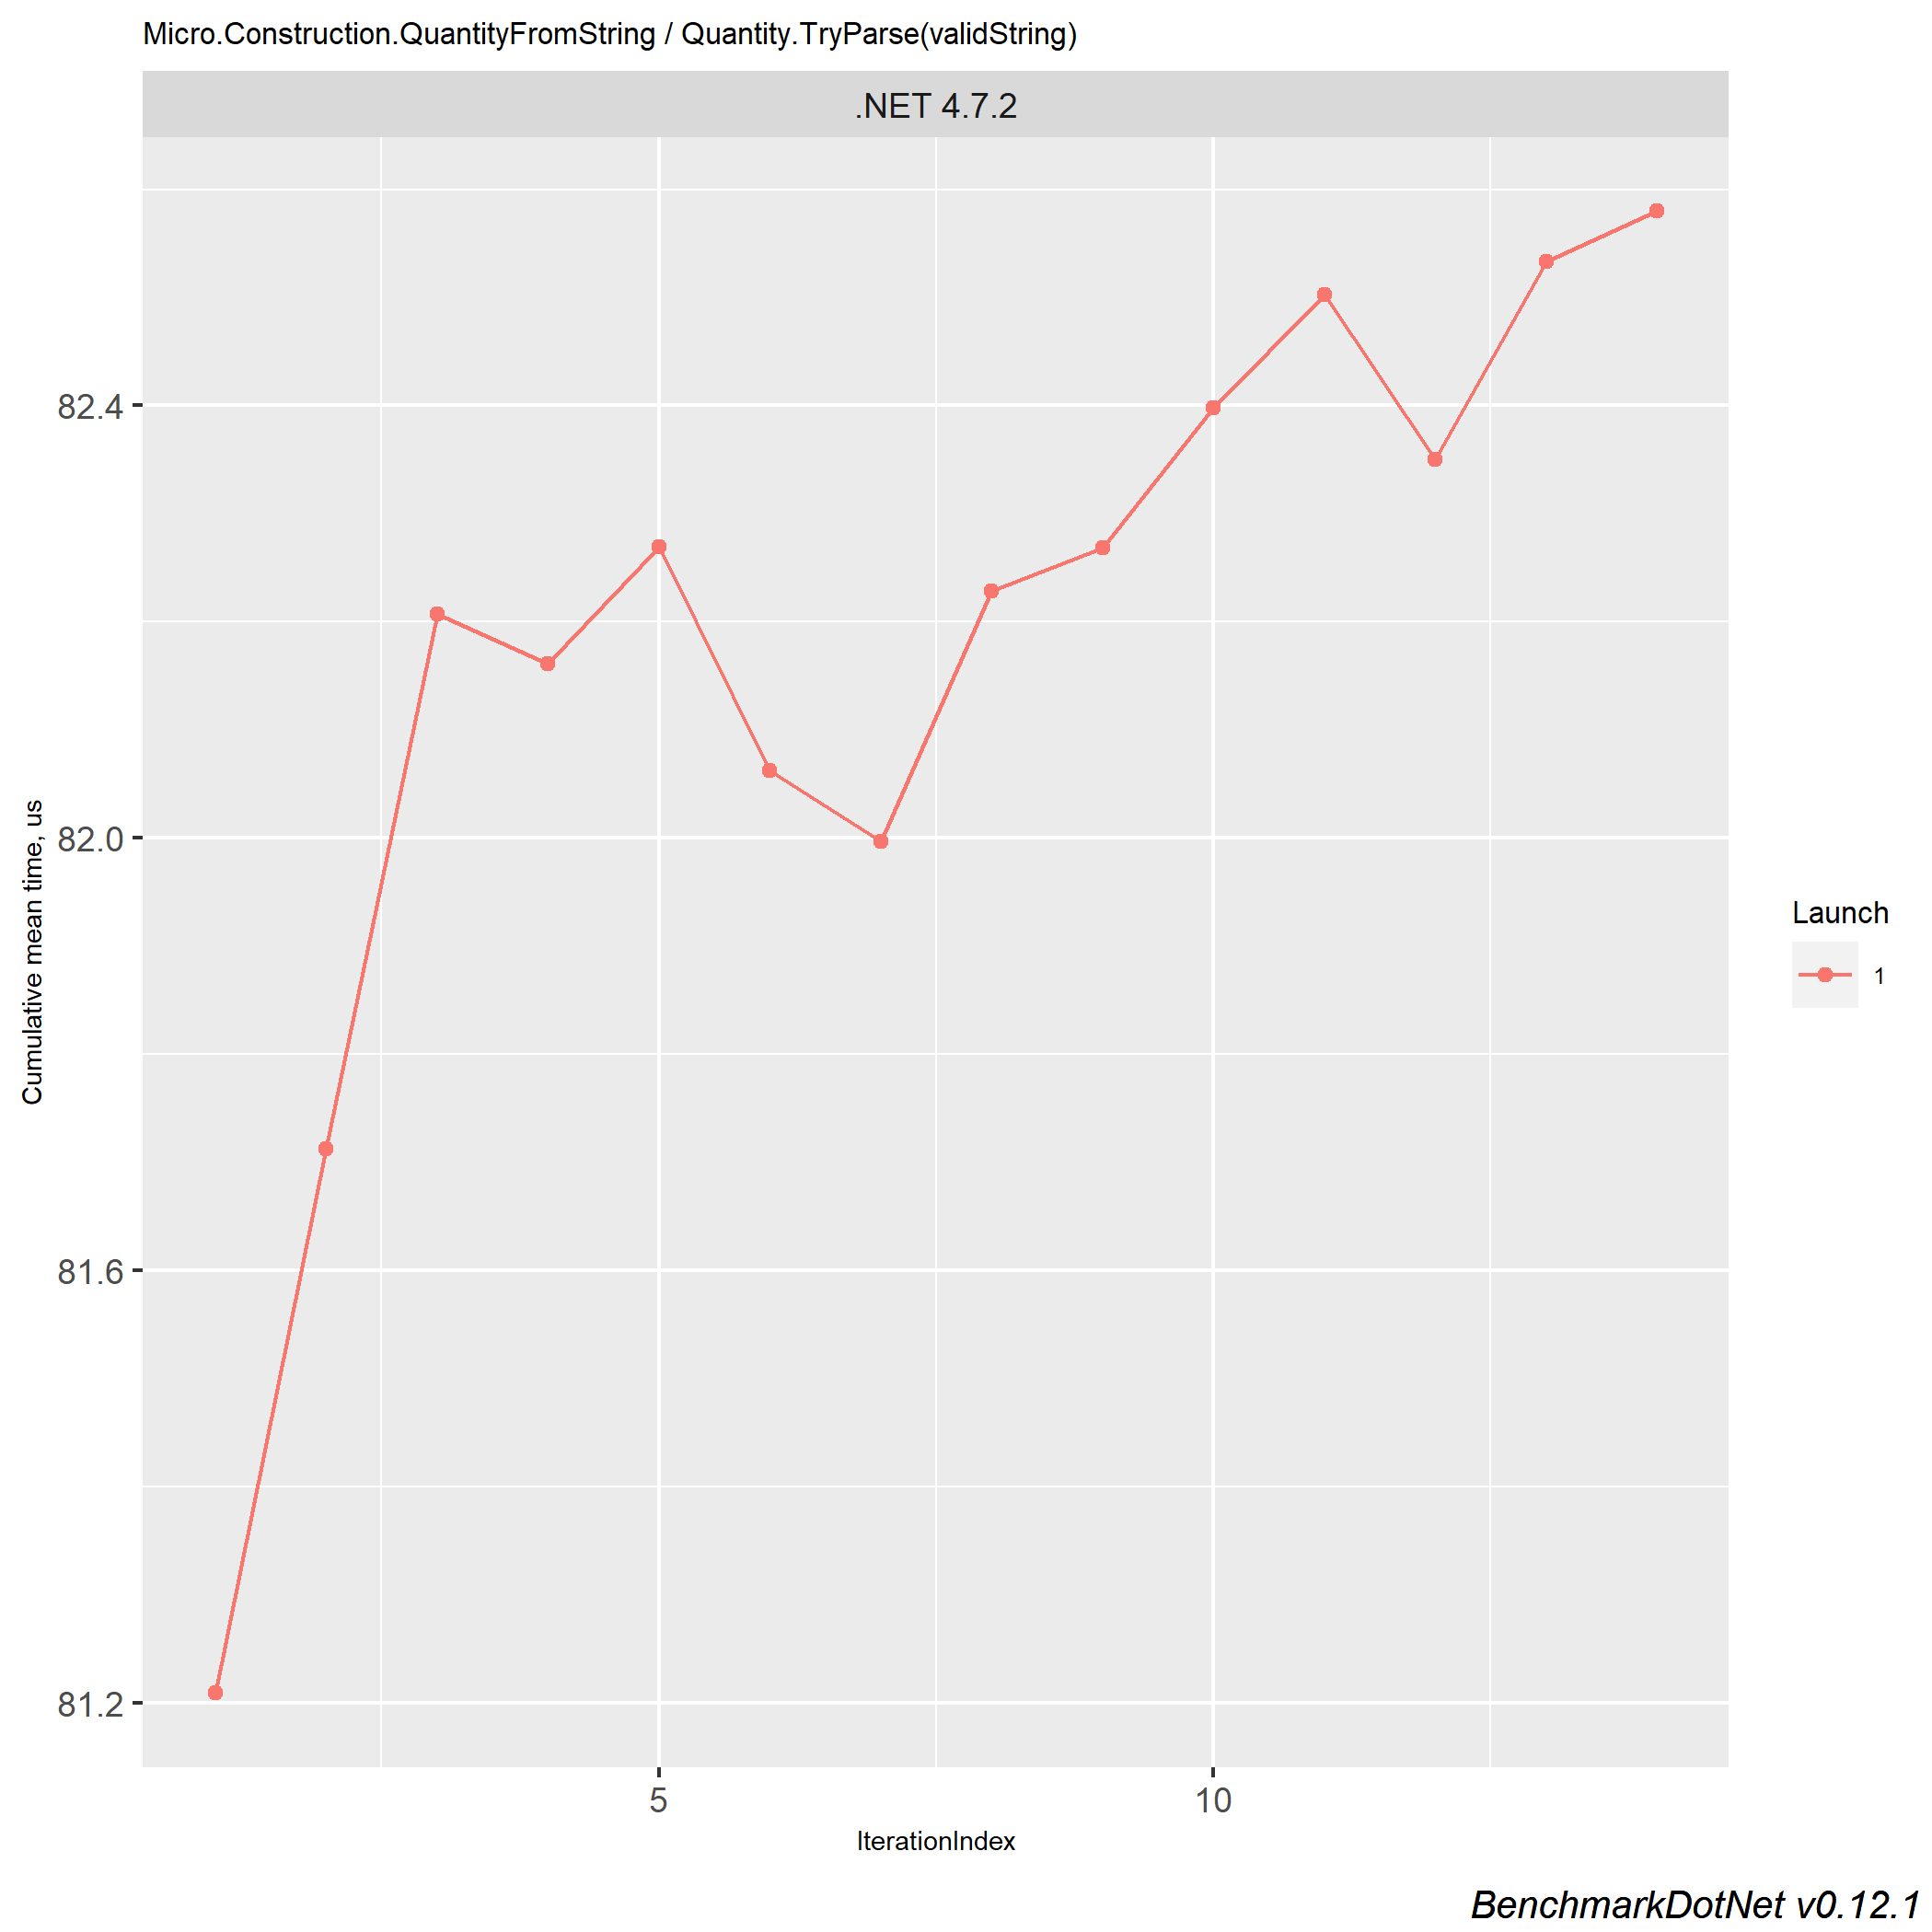 Micro.Construction.QuantityFromString / Quantity.TryParse(validString)
.NET 4.7.2
82.4
82.0
81.6
81.2
Cumulative mean time, us
5
10
IterationIndex
Launch
1
BenchmarkDotNet v0.12.1